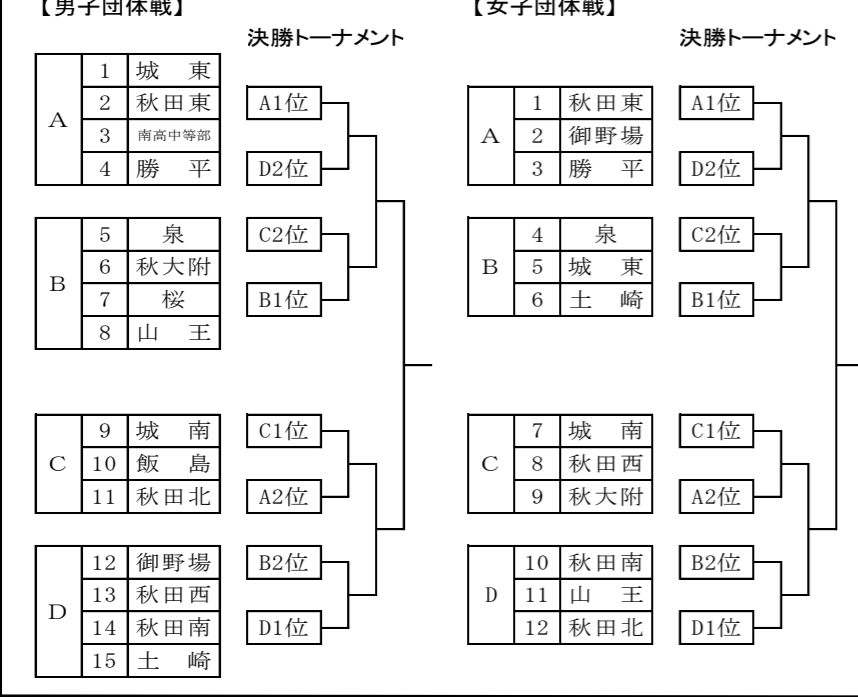 【男子団体戦】
決勝トーナメント
A
1 城　東
2 秋田東
3 南高中等部
4 勝　平
B
5 泉
6 秋大附
7 桜
8 山　王
C
9 城　南
10 飯　島
11 秋田北
D
12 御野場
13 秋田西
14 秋田南
15 土　崎
A1位
D2位
C2位
B1位
C1位
A2位
B2位
D1位
【女子団体戦】
決勝トーナメント
A
1 秋田東
2 御野場
3 勝　平
B
4 泉
5 城　東
6 土　崎
C
7 城　南
8 秋田西
9 秋大附
D
10 秋田南
11 山　王
12 秋田北
A1位
D2位
C2位
B1位
C1位
A2位
B2位
D1位